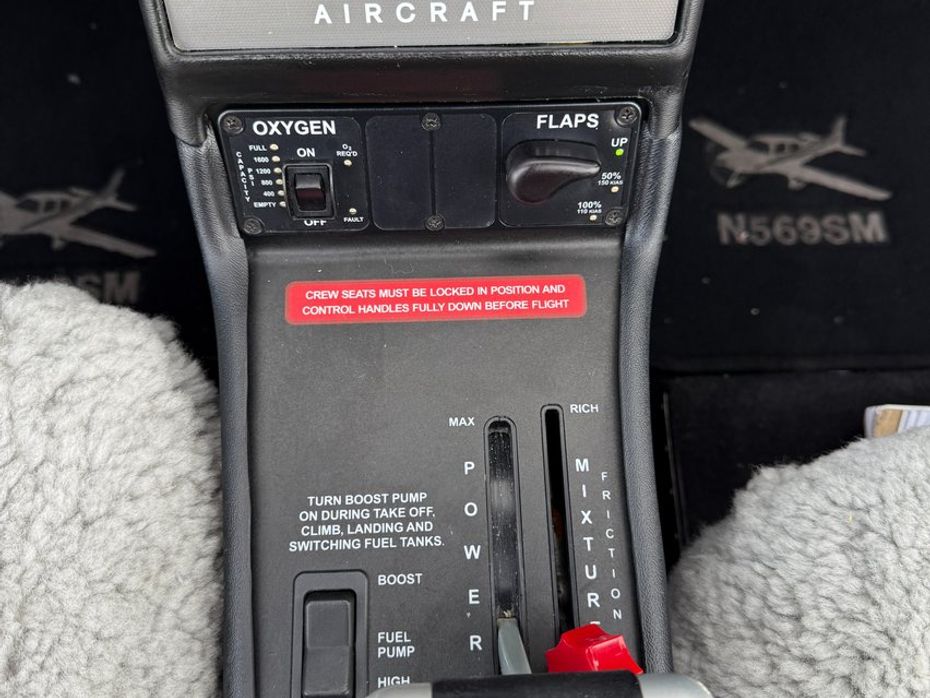 AIRCRAFT
OXYGEN
ON
OFF
FULL
1600
1200
800
400
EMPTY
CAPACITY
PSI
O2
REQ'D
FAULT
FLAPS
UP
50%
150 KIAS
100%
110 KIAS
N569SM
SM
CREW SEATS MUST BE LOCKED IN POSITION AND
CONTROL HANDLES FULLY DOWN BEFORE FLIGHT
MAX
POWER
RICH
MIXTUR
FRICTION
TURN BOOST PUMP
ON DURING TAKE OFF,
CLIMB, LANDING AND
SWITCHING FUEL TANKS.
BOOST
FUEL
PUMP
HIGH